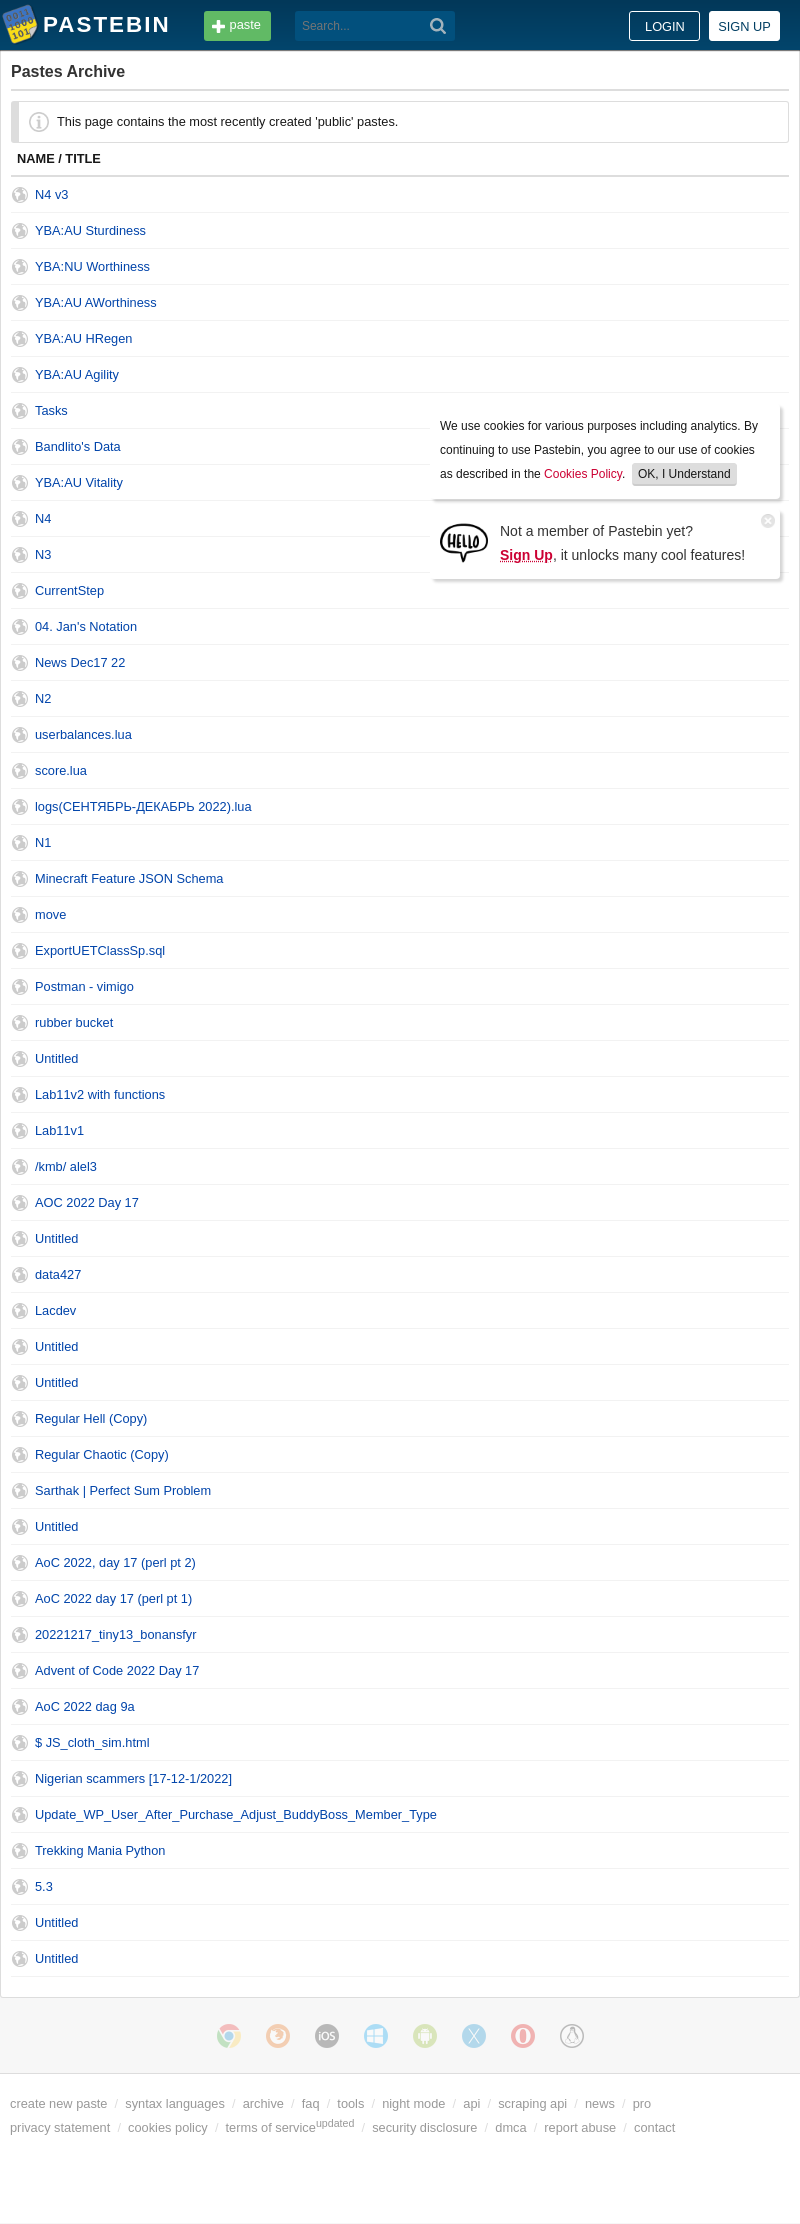 PASTEBIN
paste
Search...
LOGIN
SIGN UP
Pastes Archive
This page contains the most recently created 'public' pastes.
NAME / TITLE
N4 v3
YBA:AU Sturdiness
YBA:NU Worthiness
YBA:AU AWorthiness
YBA:AU HRegen
YBA:AU Agility
Tasks
Bandlito's Data
YBA:AU Vitality
N4
N3
CurrentStep
04. Jan's Notation
News Dec17 22
N2
userbalances.lua
score.lua
logs(СЕНТЯБРЬ-ДЕКАБРЬ 2022).lua
N1
Minecraft Feature JSON Schema
move
ExportUETClassSp.sql
Postman - vimigo
rubber bucket
Untitled
Lab11v2 with functions
Lab11v1
/kmb/ alel3
AOC 2022 Day 17
Untitled
data427
Lacdev
Untitled
Untitled
Regular Hell (Copy)
Regular Chaotic (Copy)
Sarthak | Perfect Sum Problem
Untitled
AoC 2022, day 17 (perl pt 2)
AoC 2022 day 17 (perl pt 1)
20221217_tiny13_bonansfyr
Advent of Code 2022 Day 17
AoC 2022 dag 9a
$ JS_cloth_sim.html
Nigerian scammers [17-12-1/2022]
Update_WP_User_After_Purchase_Adjust_BuddyBoss_Member_Type
Trekking Mania Python
5.3
Untitled
Untitled
We use cookies for various purposes including analytics. By
continuing to use Pastebin, you agree to our use of cookies
as described in the Cookies Policy. OK, I Understand
HELLO
Not a member of Pastebin yet?
Sign Up, it unlocks many cool features!
iOS
create new paste / syntax languages / archive / faq / tools / night mode / api / scraping api / news / pro
privacy statement / cookies policy / terms of service updated / security disclosure / dmca / report abuse / contact